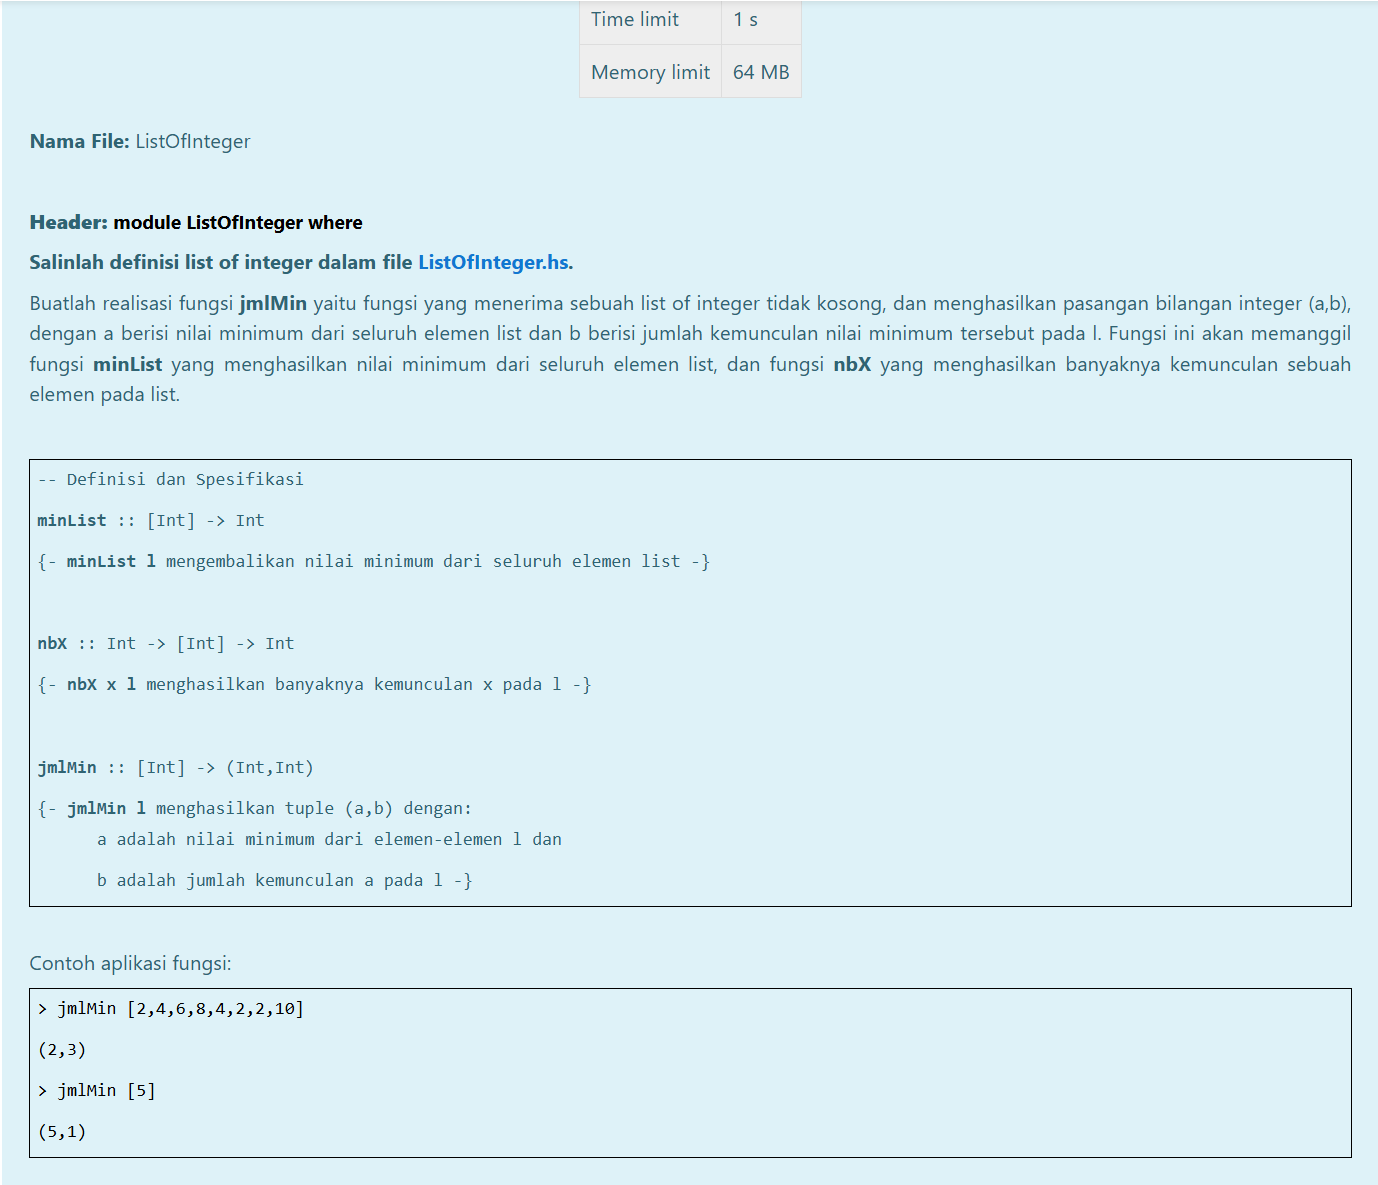 Time limit 1 s
Memory limit 64 MB
Nama File: ListOfInteger
Header: module ListOfInteger where
Salinlah definisi list of integer dalam file ListOfInteger.hs.
Buatlah realisasi fungsi jmlMin yaitu fungsi yang menerima sebuah list of integer tidak kosong, dan menghasilkan pasangan bilangan integer (a,b),
dengan a berisi nilai minimum dari seluruh elemen list dan b berisi jumlah kemunculan nilai minimum tersebut pada l. Fungsi ini akan memanggil
fungsi minList yang menghasilkan nilai minimum dari seluruh elemen list, dan fungsi nbX yang menghasilkan banyaknya kemunculan sebuah
elemen pada list.
-- Definisi dan Spesifikasi
minList :: [Int] -> Int
{- minList l mengembalikan nilai minimum dari seluruh elemen list -}
nbX :: Int -> [Int] -> Int
{- nbX x l menghasilkan banyaknya kemunculan x pada l -}
jmlMin :: [Int] -> (Int,Int)
{- jmlMin l menghasilkan tuple (a,b) dengan:
a adalah nilai minimum dari elemen-elemen l dan
b adalah jumlah kemunculan a pada l -}
Contoh aplikasi fungsi:
> jmlMin [2,4,6,8,4,2,2,10]
(2,3)
> jmlMin [5]
(5,1)